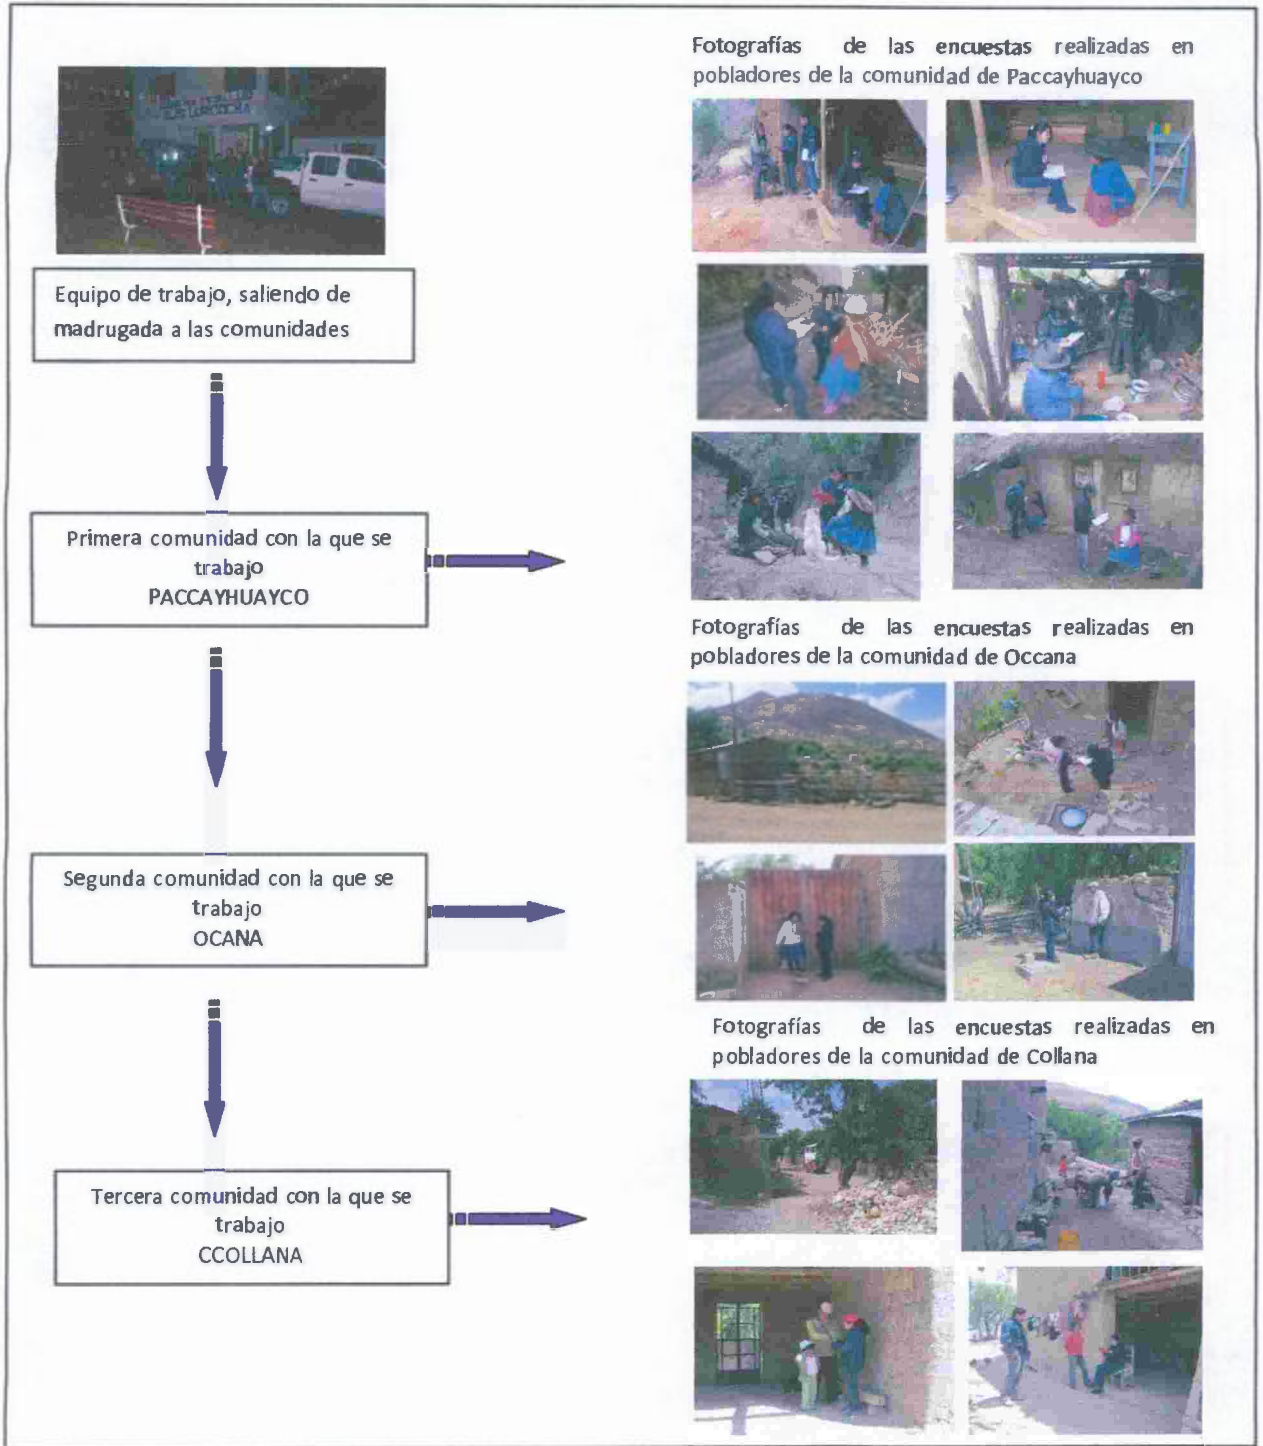 Equipo de trabajo, saliendo de
madrugada a las comunidades
Primera comunidad con la que se
trabajo
PACCAYHUAYCO
Segunda comunidad con la que se
trabajo
OCANA
Tercera comunidad con la que se
trabajo
CCOLLANA
Fotografías de las encuestas realizadas en
pobladores de la comunidad de Paccayhuayco
Fotografías de las encuestas realizadas en
pobladores de la comunidad de Occana
Fotografías de las encuestas realizadas en
pobladores de la comunidad de Collana